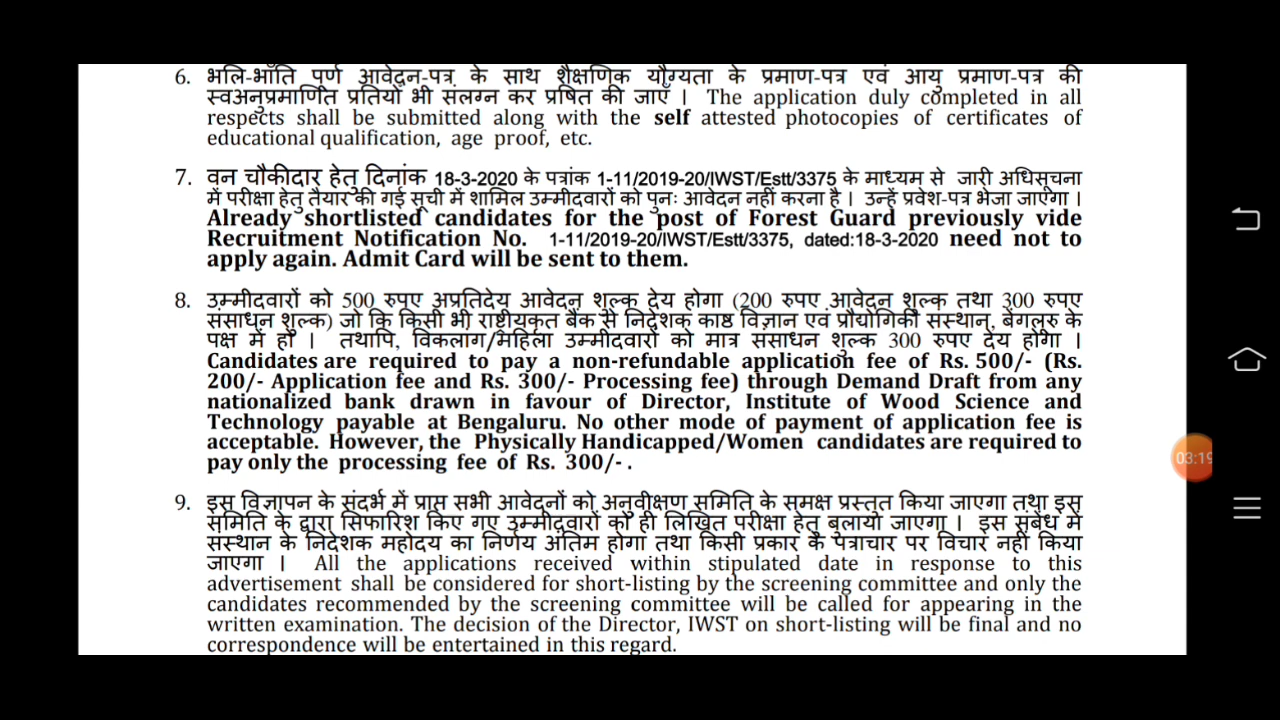 6. भलि-भाँति पूर्ण आवेदन-पत्र के साथ शैक्षणिक योग्यता के प्रमाण-पत्र एवं आयु प्रमाण-पत्र की
स्वअनुप्रमाणित प्रतियाँ भी संलग्न कर प्रेषित की जाएँ । The application duly completed in all
respects shall be submitted along with the self attested photocopies of certificates of
educational qualification, age proof, etc.
7. वन चौकीदार हेतु दिनांक 18-3-2020 के पत्रांक 1-11/2019-20/IWST/Estt/3375 के माध्यम से जारी अधिसूचना
में परीक्षा हेतु तैयार की गई सूची में शामिल उम्मीदवारों को पुनः आवेदन नहीं करना है । उन्हें प्रवेश-पत्र भेजा जाएगा ।
Already shortlisted candidates for the post of Forest Guard previously vide
Recruitment Notification No. 1-11/2019-20/IWST/Estt/3375, dated:18-3-2020 need not to
apply again. Admit Card will be sent to them.
8. उम्मीदवारों को 500 रुपए अप्रतिदेय आवेदन शुल्क देय होगा (200 रुपए आवेदन शुल्क तथा 300 रुपए
संसाधन शुल्क) जो कि किसी भी राष्ट्रीयकृत बैंक से निदेशक काष्ठ विज्ञान एवं प्रौद्योगिकी संस्थान, बेंगलूरु के
पक्ष में हो । तथापि, विकलांग/महिला उम्मीदवारों को मात्र संसाधन शुल्क 300 रुपए देय होगी ।
Candidates are required to pay a non-refundable application fee of Rs. 500/- (Rs.
200/- Application fee and Rs. 300/- Processing fee) through Demand Draft from any
nationalized bank drawn in favour of Director, Institute of Wood Science and
Technology payable at Bengaluru. No other mode of payment of application fee is
acceptable. However, the Physically Handicapped/Women candidates are required to
pay only the processing fee of Rs. 300/- .
9. इस विज्ञापन के संदर्भ में प्राप्त सभी आवेदनों को अनुवीक्षण समिति के समक्ष प्रस्तुत किया जाएगा तथा इस
समिति के द्वारा सिफारिश किए गए उम्मीदवारों को ही लिखित परीक्षा हेतु बुलाया जाएगा । इस संबंध में
संस्थान के निदेशक महोदय का निर्णय अंतिम होगा तथा किसी प्रकार के पत्राचार पर विचार नहीं किया
जाएगा । All the applications received within stipulated date in response to this
advertisement shall be considered for short-listing by the screening committee and only the
candidates recommended by the screening committee will be called for appearing in the
written examination. The decision of the Director, IWST on short-listing will be final and no
correspondence will be entertained in this regard.
03:19